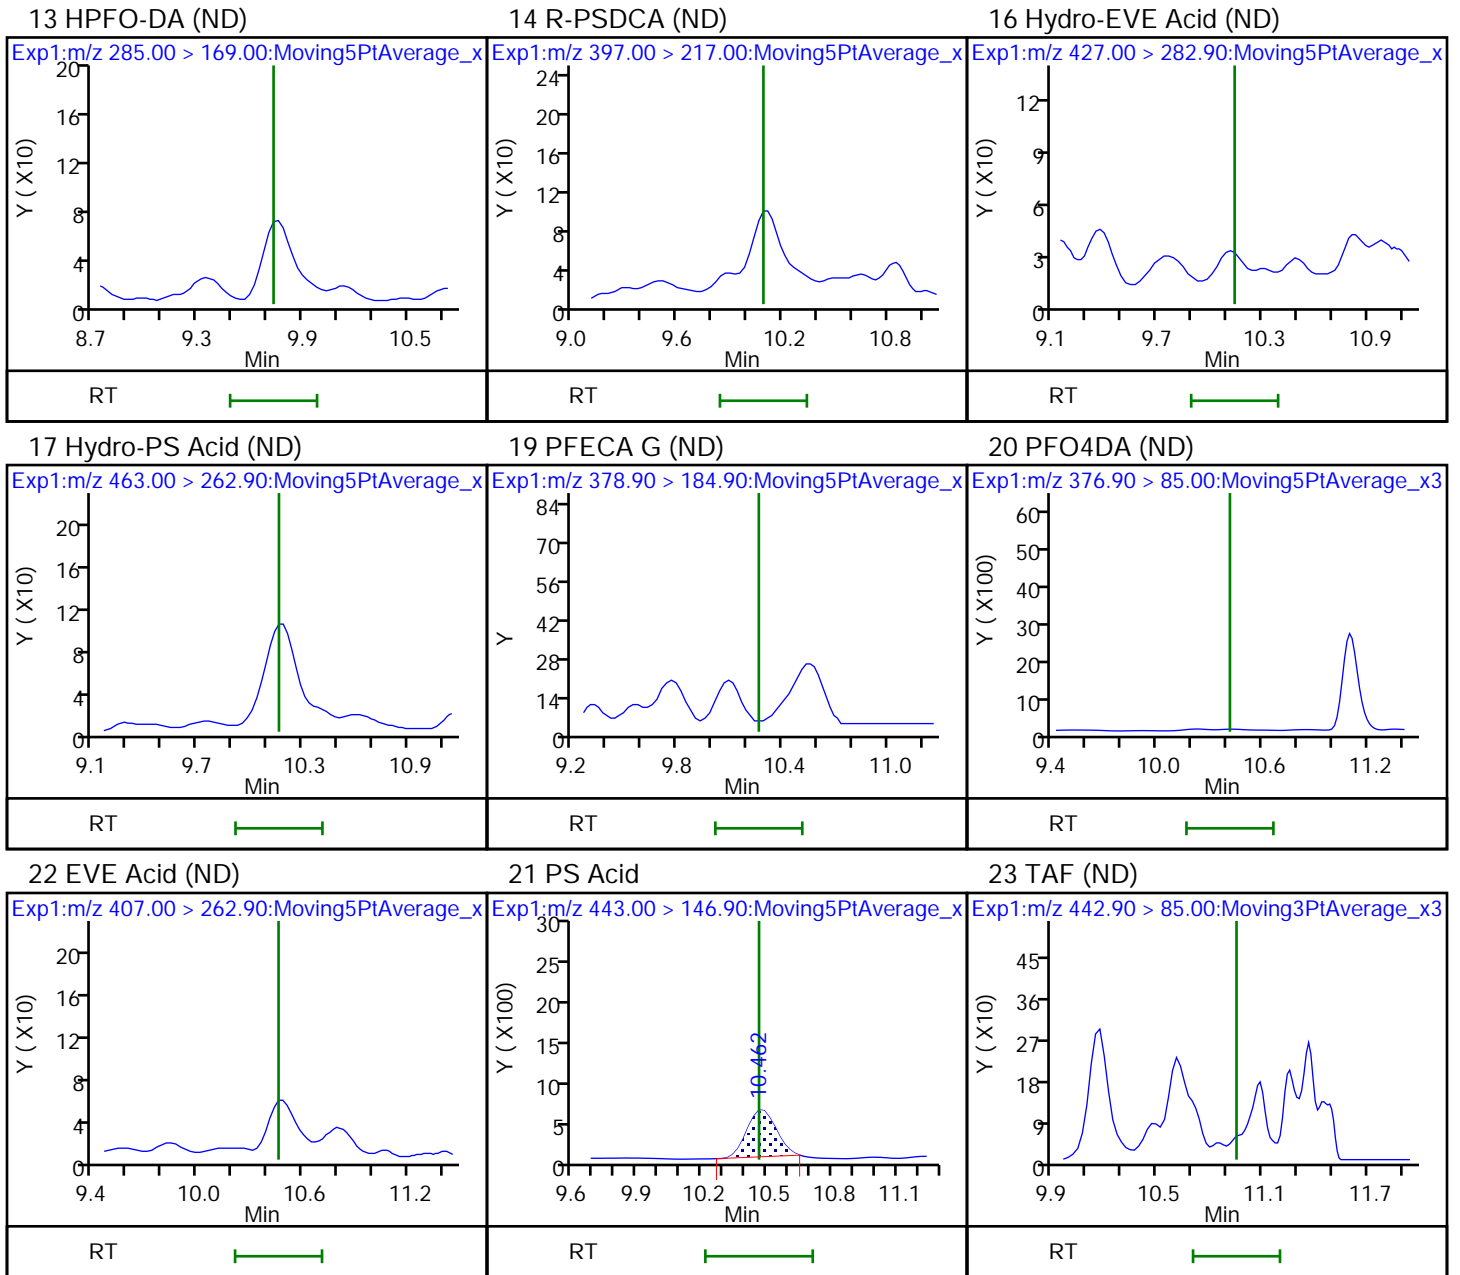 13 HPFO-DA (ND)
Exp1:m/z 285.00 > 169.00:Moving5PtAverage_x
Y ( X10)
20
16
12
8
4
0
8.7 9.3 9.9 10.5
Min
RT
14 R-PSDCA (ND)
Exp1:m/z 397.00 > 217.00:Moving5PtAverage_x
Y ( X10)
24
20
16
12
8
4
0
9.0 9.6 10.2 10.8
Min
RT
16 Hydro-EVE Acid (ND)
Exp1:m/z 427.00 > 282.90:Moving5PtAverage_x
Y ( X10)
12
9
6
3
0
9.1 9.7 10.3 10.9
Min
RT
17 Hydro-PS Acid (ND)
Exp1:m/z 463.00 > 262.90:Moving5PtAverage_x
Y ( X10)
20
16
12
8
4
0
9.1 9.7 10.3 10.9
Min
RT
19 PFECA G (ND)
Exp1:m/z 378.90 > 184.90:Moving5PtAverage_x
Y
84
70
56
42
28
14
0
9.2 9.8 10.4 11.0
Min
RT
20 PFO4DA (ND)
Exp1:m/z 376.90 > 85.00:Moving5PtAverage_x3
Y ( X100)
60
50
40
30
20
10
0
9.4 10.0 10.6 11.2
Min
RT
22 EVE Acid (ND)
Exp1:m/z 407.00 > 262.90:Moving5PtAverage_x
Y ( X10)
20
16
12
8
4
0
9.4 10.0 10.6 11.2
Min
RT
21 PS Acid
Exp1:m/z 443.00 > 146.90:Moving5PtAverage_x
Y ( X100)
30
25
20
15
10
5
0
10.462
9.6 9.9 10.2 10.5 10.8 11.1
Min
RT
23 TAF (ND)
Exp1:m/z 442.90 > 85.00:Moving3PtAverage_x3
Y ( X10)
45
36
27
18
9
0
9.9 10.5 11.1 11.7
Min
RT